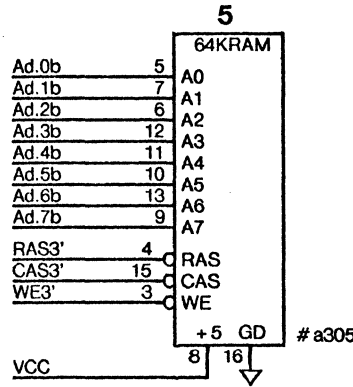 5
64KRAM
Ad.0b 5 A0
Ad.1b 7 A1
Ad.2b 6 A2
Ad.3b 12 A3
Ad.4b 11 A4
Ad.5b 10 A5
Ad.6b 13 A6
Ad.7b 9 A7
RAS3' 4 RAS
CAS3' 15 CAS
WE3' 3 WE
+5 GD # a305
8 16
VCC